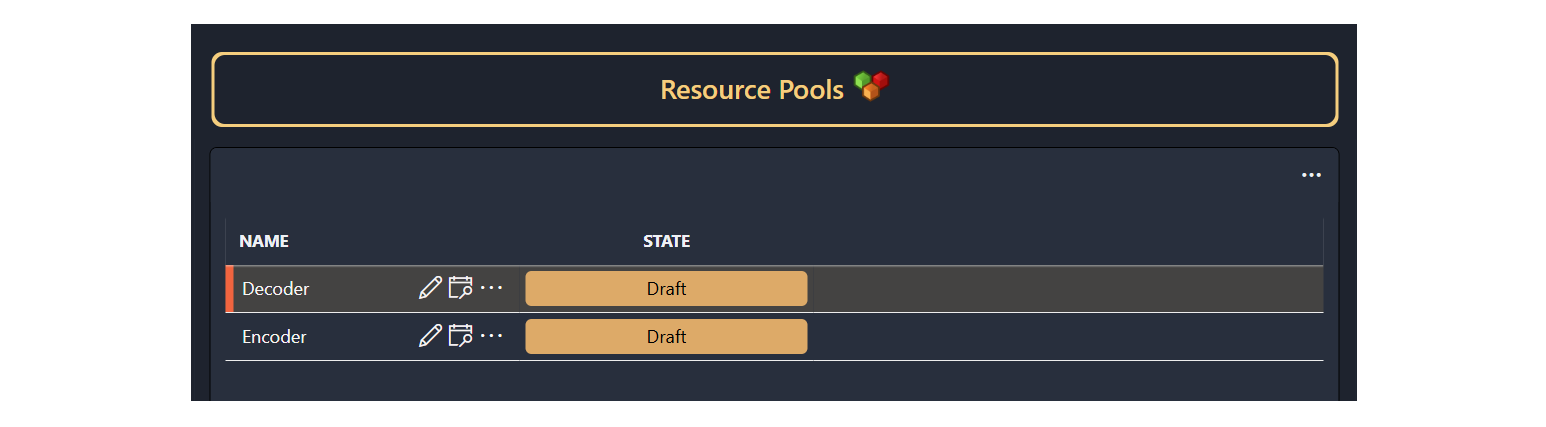 Resource Pools
NAME STATE
Decoder Draft
Encoder Draft